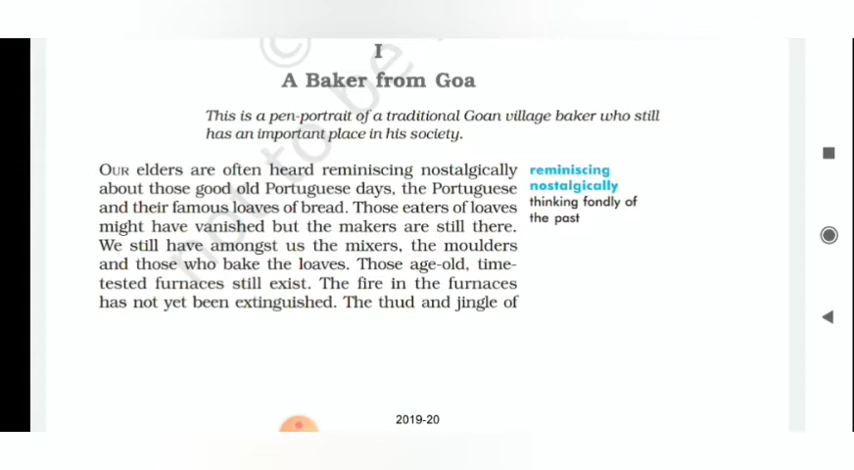 I
A Baker from Goa
This is a pen-portrait of a traditional Goan village baker who still
has an important place in his society.
OUR elders are often heard reminiscing nostalgically
about those good old Portuguese days, the Portuguese
and their famous loaves of bread. Those eaters of loaves
might have vanished but the makers are still there.
We still have amongst us the mixers, the moulders
and those who bake the loaves. Those age-old, time-
tested furnaces still exist. The fire in the furnaces
has not yet been extinguished. The thud and jingle of
reminiscing
nostalgically
thinking fondly of
the past
©
not to be
2019-20